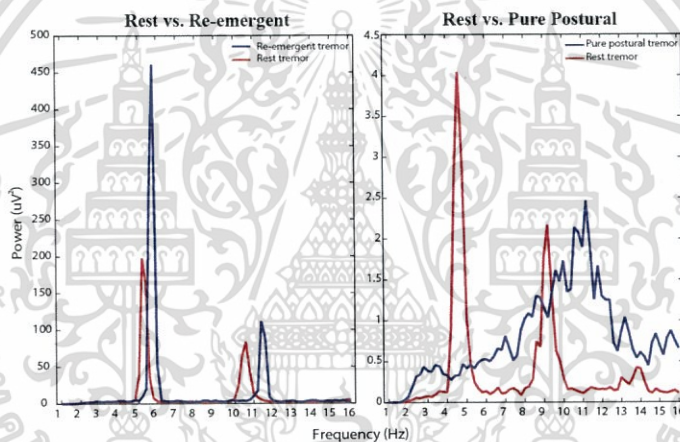 Rest vs. Re-emergent
500
450
400
350
300
250
200
150
100
50
0
Re-emergent tremor
Rest tremor
1 2 3 4 5 6 7 8 9 10 11 12 13 14 15 16
Power (uV²)
Rest vs. Pure Postural
4.5
4
3.5
3
2.5
2
1.5
1
0.5
0
Pure postural tremor
Rest tremor
1 2 3 4 5 6 7 8 9 10 11 12 13 14 15 16
Frequency (Hz)